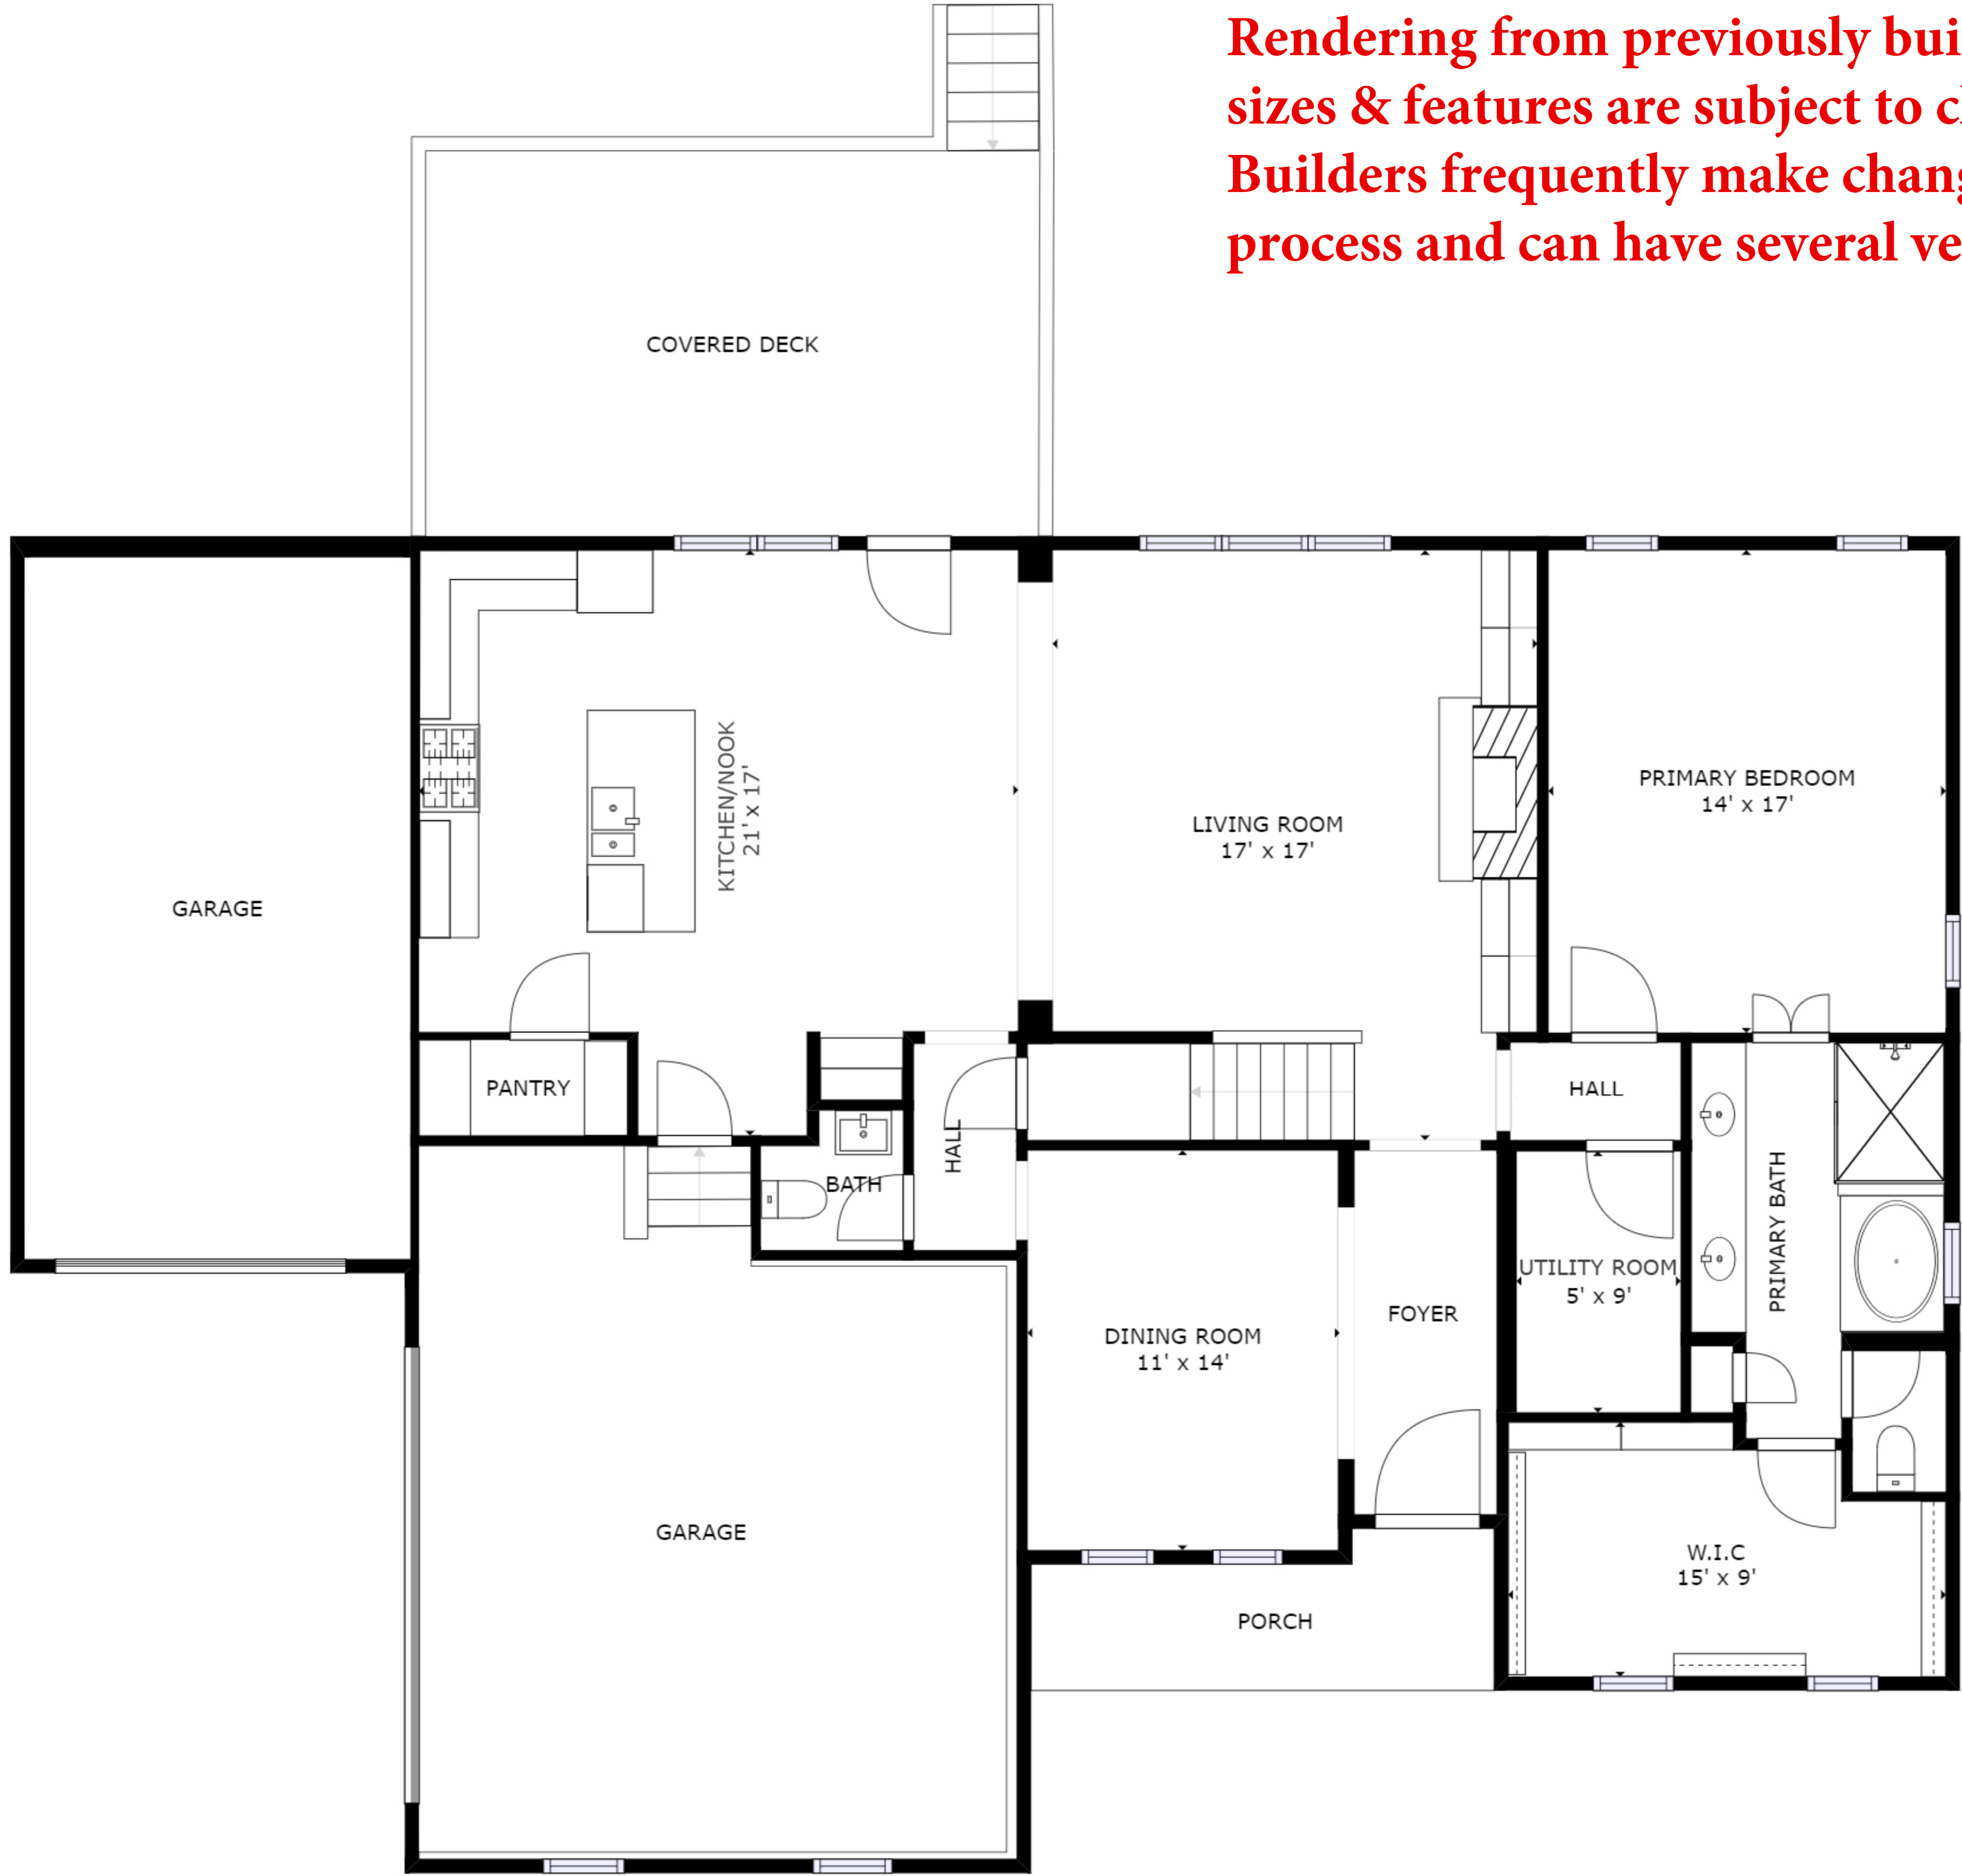 Rendering from previously bui
sizes & features are subject to c
Builders frequently make chan
process and can have several ve
COVERED DECK
KITCHEN/NOOK
21' x 17'
LIVING ROOM
17' x 17'
PRIMARY BEDROOM
14' x 17'
GARAGE
PANTRY
HALL
BATH
HALL
PRIMARY BATH
UTILITY ROOM
5' x 9'
FOYER
DINING ROOM
11' x 14'
GARAGE
W.I.C
15' x 9'
PORCH